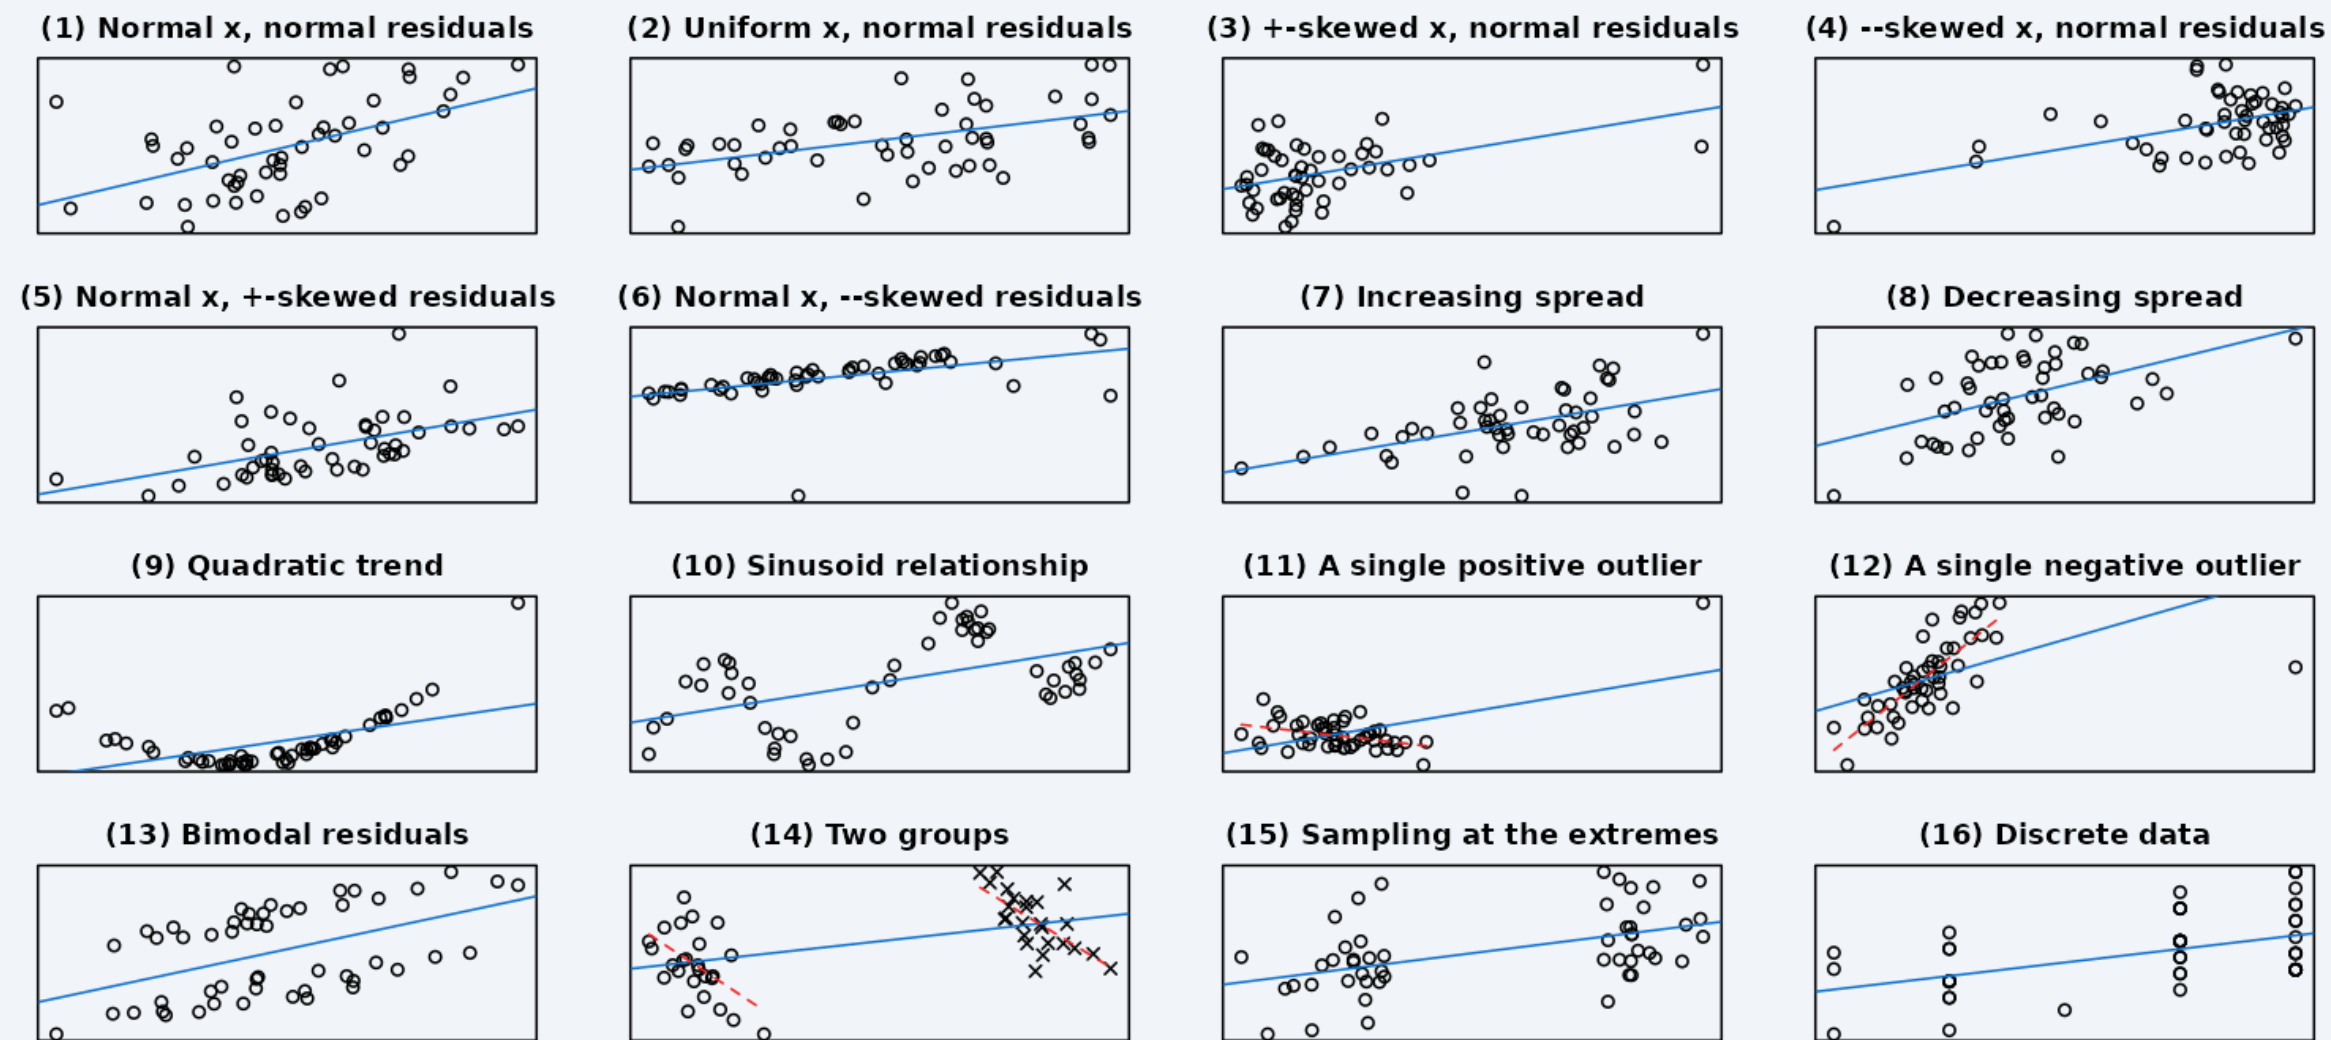 (1) Normal x, normal residuals
(2) Uniform x, normal residuals
(3) +-skewed x, normal residuals
(4) --skewed x, normal residuals
(5) Normal x, +-skewed residuals
(6) Normal x, --skewed residuals
(7) Increasing spread
(8) Decreasing spread
(9) Quadratic trend
(10) Sinusoid relationship
(11) A single positive outlier
(12) A single negative outlier
(13) Bimodal residuals
(14) Two groups
(15) Sampling at the extremes
(16) Discrete data